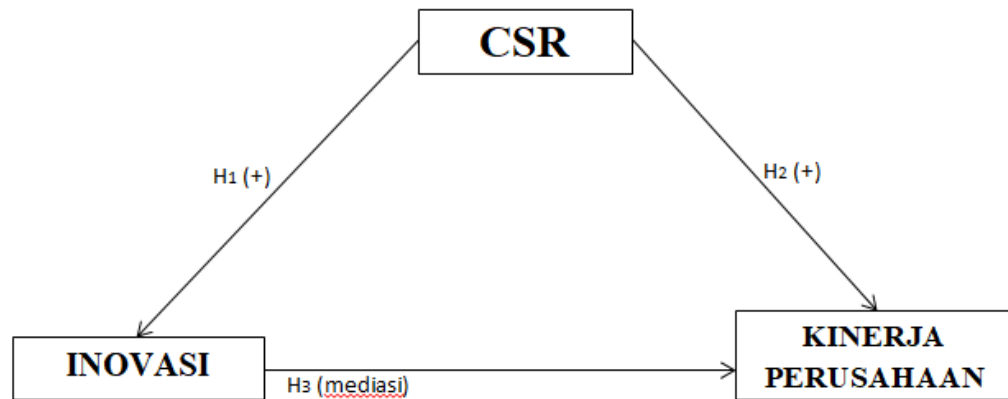 CSR
H1 (+)
H2 (+)
INOVASI
H3 (mediasi)
KINERJA
PERUSAHAAN